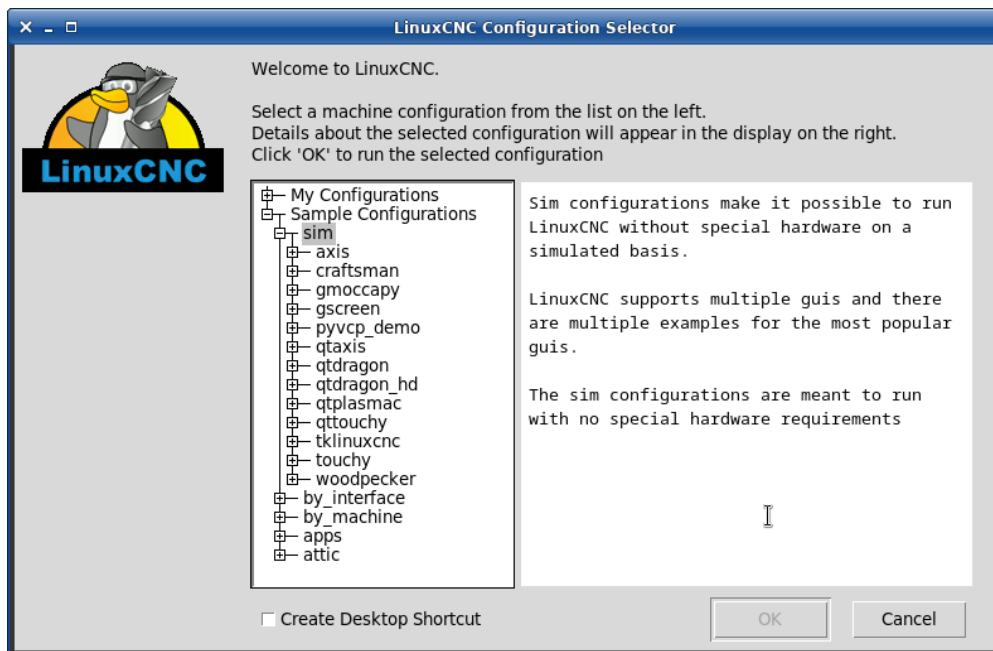 LinuxCNC Configuration Selector
LinuxCNC
Welcome to LinuxCNC.
Select a machine configuration from the list on the left.
Details about the selected configuration will appear in the display on the right.
Click 'OK' to run the selected configuration
My Configurations
Sample Configurations
sim
axis
craftsman
gmoccapy
gscreen
pyvcp_demo
qtaxis
qtdragon
qtdragon_hd
qtplasmac
qttouchy
tklinuxcnc
touchy
woodpecker
by_interface
by_machine
apps
attic
Sim configurations make it possible to run
LinuxCNC without special hardware on a
simulated basis.
LinuxCNC supports multiple guis and there
are multiple examples for the most popular
guis.
The sim configurations are meant to run
with no special hardware requirements
Create Desktop Shortcut
OK
Cancel